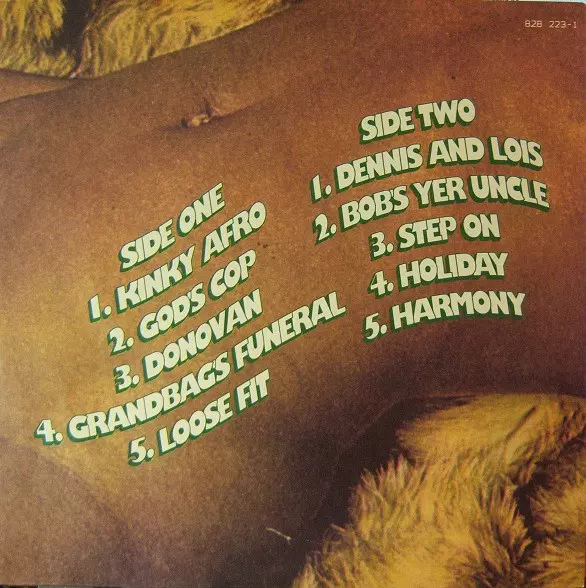 828 223-1
SIDE ONE
1. KINKY AFRO
2. GOD'S COP
3. DONOVAN
4. GRANDBAG'S FUNERAL
5. LOOSE FIT
SIDE TWO
1. DENNIS AND LOIS
2. BOB'S YER UNCLE
3. STEP ON
4. HOLIDAY
5. HARMONY